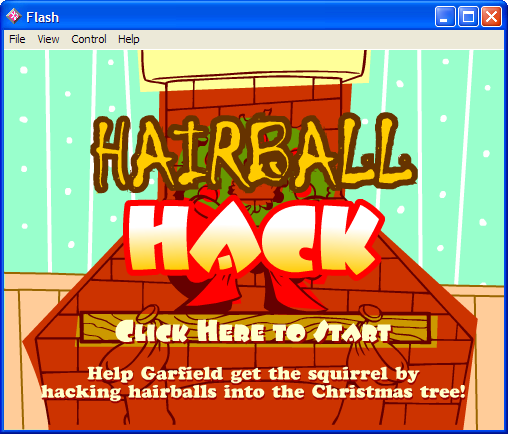 Flash
File View Control Help
HAIRBALL
HACK
CLICK HERE TO START
Help Garfield get the squirrel by
hacking hairballs into the Christmas tree!